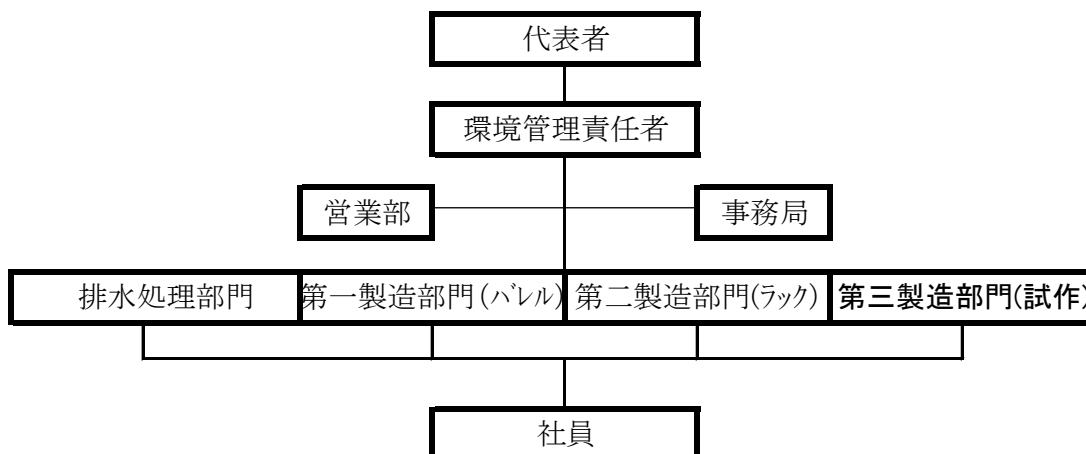 代表者
環境管理責任者
営業部
事務局
排水処理部門
第一製造部門(ﾊﾞﾚﾙ)
第二製造部門(ﾗｯｸ)
第三製造部門(試作)
社員